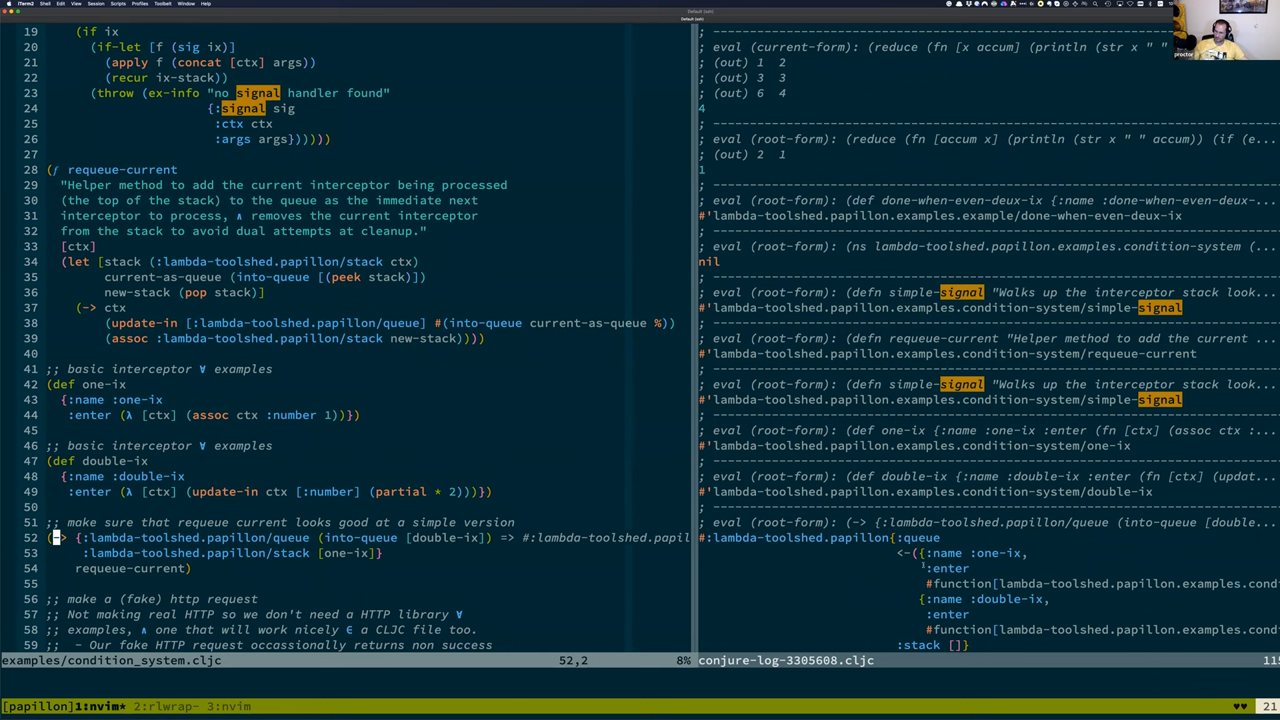 iTerm2 Shell Edit View Session Scripts Profiles Toolbelt Window Help
Default (ssh)
Default (ssh)
proctor
19 (if ix
20 (if-let [f (sig ix)]
21 (apply f (concat [ctx] args))
22 (recur ix-stack))
23 (throw (ex-info "no signal handler found"
24 {:signal sig
25 :ctx ctx
26 :args args})))))
27
28 (ƒ requeue-current
29 "Helper method to add the current interceptor being processed
30 (the top of the stack) to the queue as the immediate next
31 interceptor to process, ∧ removes the current interceptor
32 from the stack to avoid dual attempts at cleanup."
33 [ctx]
34 (let [stack (:lambda-toolshed.papillon/stack ctx)
35 current-as-queue (into-queue [(peek stack)])
36 new-stack (pop stack)]
37 (-> ctx
38 (update-in [:lambda-toolshed.papillon/queue] #(into-queue current-as-queue %))
39 (assoc :lambda-toolshed.papillon/stack new-stack))))
40
41 ;; basic interceptor ∀ examples
42 (def one-ix
43 {:name :one-ix
44 :enter (λ [ctx] (assoc ctx :number 1))})
45
46 ;; basic interceptor ∀ examples
47 (def double-ix
48 {:name :double-ix
49 :enter (λ [ctx] (update-in ctx [:number] (partial * 2)))})
50
51 ;; make sure that requeue current looks good at a simple version
52 (-> {:lambda-toolshed.papillon/queue (into-queue [double-ix]) => #:lambda-toolshed.papil
53 :lambda-toolshed.papillon/stack [one-ix]}
54 requeue-current)
55
56 ;; make a (fake) http request
57 ;; Not making real HTTP so we don't need a HTTP library ∀
58 ;; examples, ∧ one that will work nicely ∈ a CLJC file too.
59 ;; - Our fake HTTP request occassionally returns non success
examples/condition_system.cljc 52,2 8%
; --------------------------------------------------------------------------------
; eval (current-form): (reduce (fn [x accum] (println (str x " "
; (out) 1 2
; (out) 3 3
; (out) 6 4
4
; --------------------------------------------------------------------------------
; eval (root-form): (reduce (fn [accum x] (println (str x " " accum)) (if (e...
; (out) 2 1
1
; --------------------------------------------------------------------------------
; eval (root-form): (def done-when-even-deux-ix {:name :done-when-even-deux-...
#'lambda-toolshed.papillon.examples.example/done-when-even-deux-ix
; --------------------------------------------------------------------------------
; eval (root-form): (ns lambda-toolshed.papillon.examples.condition-system (...
nil
; --------------------------------------------------------------------------------
; eval (root-form): (defn simple-signal "Walks up the interceptor stack look...
#'lambda-toolshed.papillon.examples.condition-system/simple-signal
; --------------------------------------------------------------------------------
; eval (root-form): (defn requeue-current "Helper method to add the current ...
#'lambda-toolshed.papillon.examples.condition-system/requeue-current
; --------------------------------------------------------------------------------
; eval (root-form): (defn simple-signal "Walks up the interceptor stack look...
#'lambda-toolshed.papillon.examples.condition-system/simple-signal
; --------------------------------------------------------------------------------
; eval (root-form): (def one-ix {:name :one-ix :enter (fn [ctx] (assoc ctx :...
#'lambda-toolshed.papillon.examples.condition-system/one-ix
; --------------------------------------------------------------------------------
; eval (root-form): (def double-ix {:name :double-ix :enter (fn [ctx] (updat...
#'lambda-toolshed.papillon.examples.condition-system/double-ix
; --------------------------------------------------------------------------------
; eval (root-form): (-> {:lambda-toolshed.papillon/queue (into-queue [double...
#:lambda-toolshed.papillon{:queue
<-({:name :one-ix,
:enter
#function[lambda-toolshed.papillon.examples.cond
{:name :double-ix,
:enter
#function[lambda-toolshed.papillon.examples.cond
:stack []}
conjure-log-3305608.cljc 115
[papillon]1:nvim* 2:rlwrap- 3:nvim ♥♥ 21